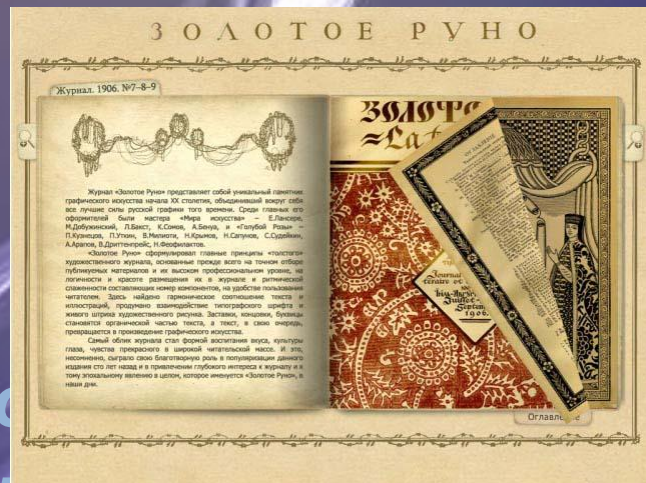 ЗОЛОТОЕ РУНО
Журнал. 1906. №7-8-9
Журнал «Золотое Руно» представляет собой уникальный памятник
графического искусства начала XX столетия, объединивший вокруг себя
все лучшие силы русской графики того времени. Среди главных его
оформителей были мастера «Мира искусства» – Е.Лансере,
М.Добужинский, Л.Бакст, К.Сомов, А.Бенуа, и «Голубой Розы» –
П.Кузнецов, П.Уткин, В.Милиоти, Н.Крымов, Н.Сапунов, С.Судейкин,
А.Арапов, В.Дриттенпрейс, Н.Феофилактов.
«Золотое Руно» сформулировал главные принципы «толстого»
художественного журнала, основанные прежде всего на точном отборе
публикуемых материалов и их высоком профессиональном уровне, на
логичности и красоте размещения их в журнале и ритмической
слаженности составляющих номер компонентов, на удобстве пользования
читателем. Здесь найдено гармоническое соотношение текста и
иллюстраций, продумано взаимодействие типографского шрифта и
живого штриха художественного рисунка. Заставки, концовки, буквицы
становятся органической частью текста, а текст, в свою очередь,
превращается в произведение графического искусства.
Самый облик журнала стал формой воспитания вкуса, культуры
глаза, чувства прекрасного в широкой читательской массе. И это,
несомненно, сыграло свою благотворную роль в популяризации данного
издания сто лет назад и в привлечении глубокого интереса к журналу и к
тому эпохальному явлению в целом, которое именуется «Золотое Руно», в
наши дни.
ЗОЛОТО
La
Journal
1906.
Оглавление